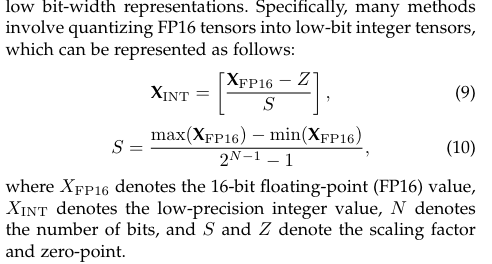 low bit-width representations. Specifically, many methods
involve quantizing FP16 tensors into low-bit integer tensors,
which can be represented as follows:
X_INT = [ (X_FP16 − Z) / S ], (9)
S = (max(X_FP16) − min(X_FP16)) / (2^{N−1} − 1), (10)
where X_FP16 denotes the 16-bit floating-point (FP16) value,
X_INT denotes the low-precision integer value, N denotes
the number of bits, and S and Z denote the scaling factor
and zero-point.